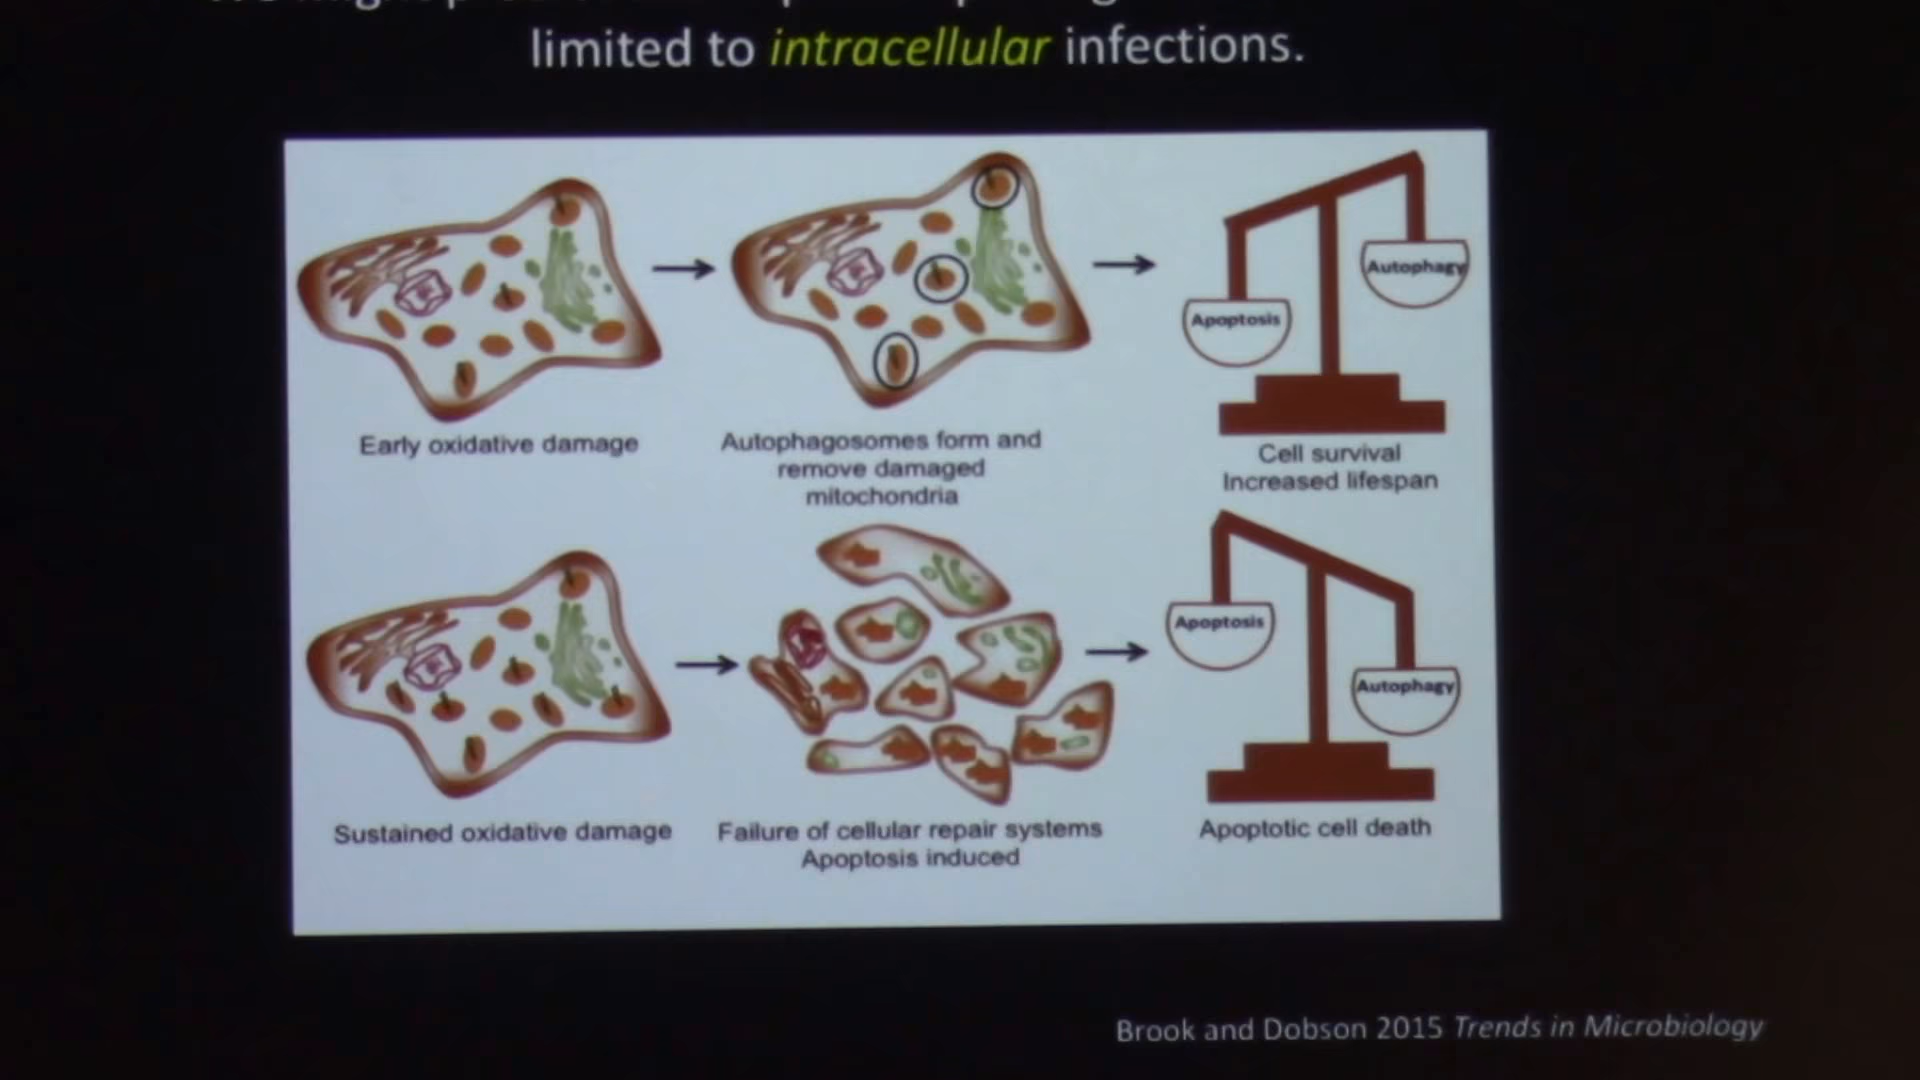 limited to intracellular infections.
Apoptosis
Autophagy
Early oxidative damage
Autophagosomes form and
remove damaged
mitochondria
Cell survival
Increased lifespan
Apoptosis
Autophagy
Sustained oxidative damage
Failure of cellular repair systems
Apoptosis induced
Apoptotic cell death
Brook and Dobson 2015 Trends in Microbiology